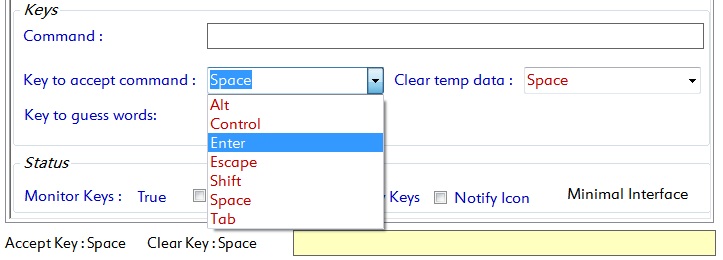 Keys
Command :
Key to accept command : Space Clear temp data : Space
Alt
Key to guess words:
Control
Enter
Escape
Status
Shift
Monitor Keys : True Space Keys Notify Icon Minimal Interface
Tab
Accept Key : Space Clear Key : Space